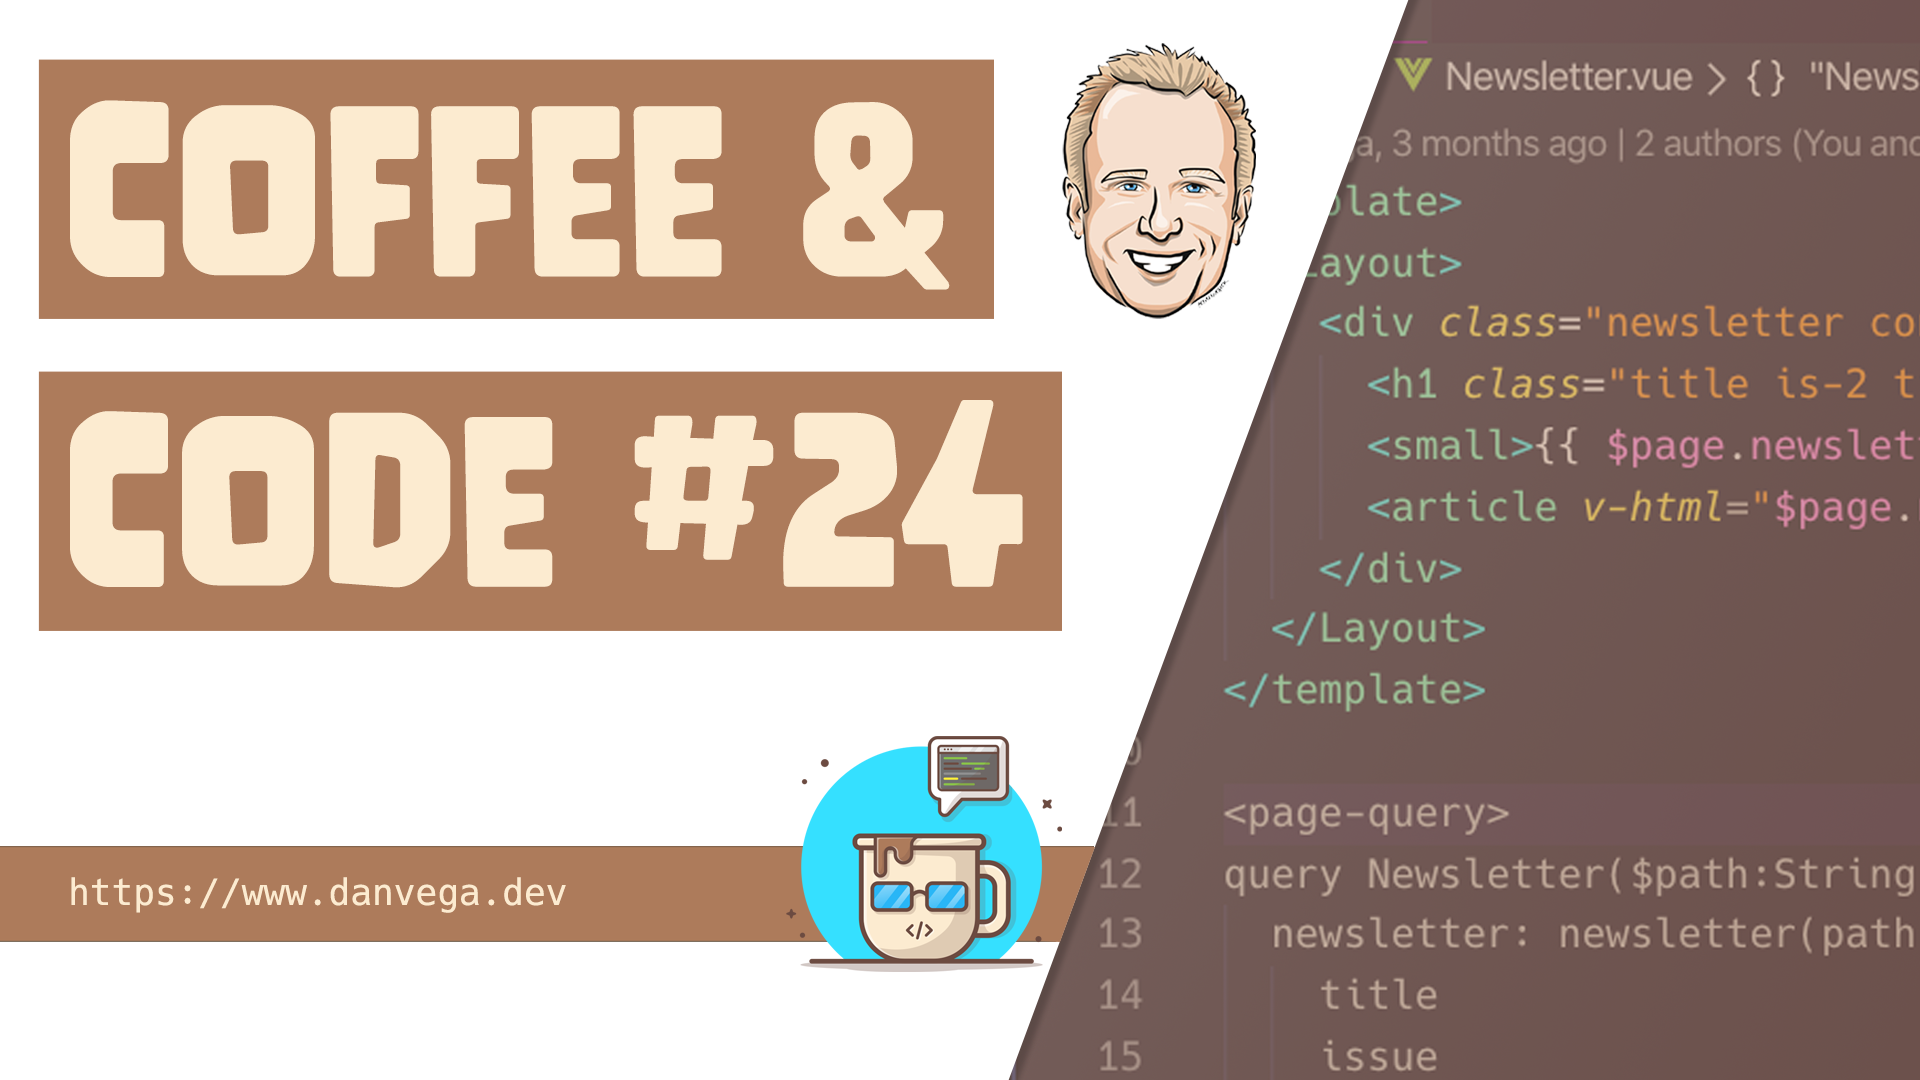 COFFEE &
CODE #24
https://www.danvega.dev
</>
Newsletter.vue > {} "News
a, 3 months ago | 2 authors (You and
plate>
Layout>
<div class="newsletter co
<h1 class="title is-2 t
<small>{{ $page.newslet
<article v-html="$page.
</div>
</Layout>
</template>
0
11 <page-query>
12 query Newsletter($path:String
13 newsletter: newsletter(path
14 title
15 issue